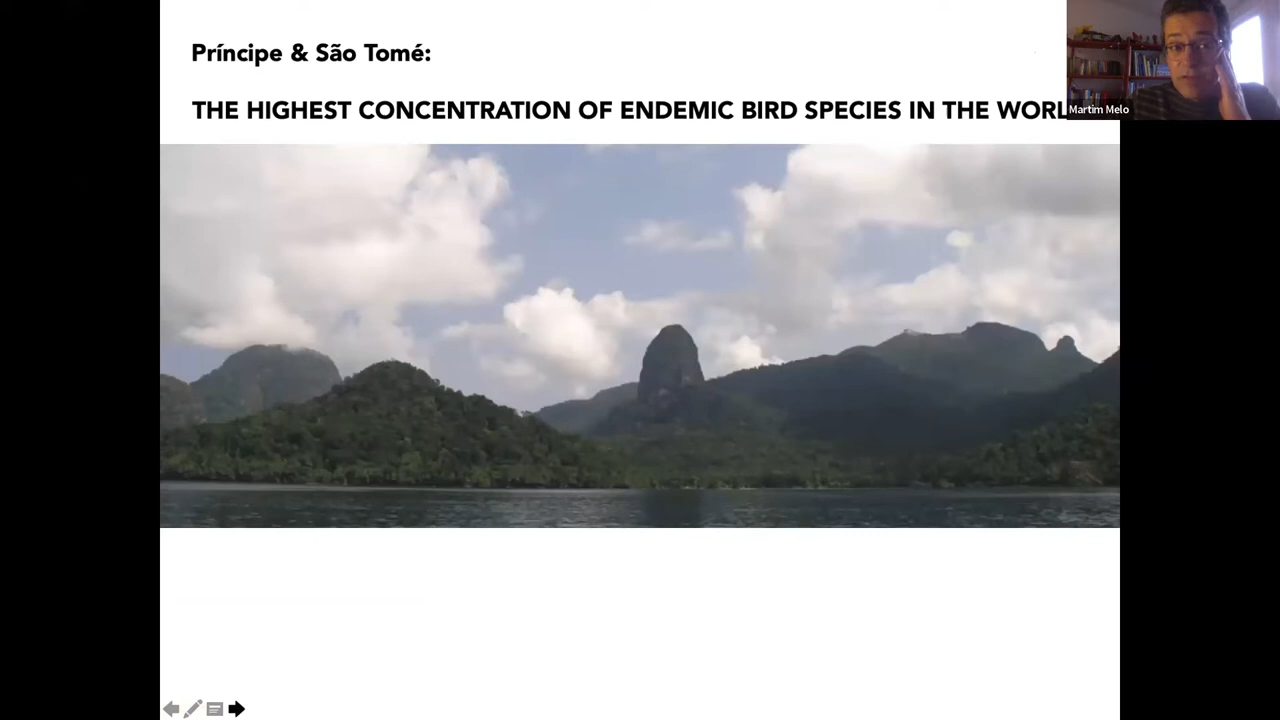 Príncipe & São Tomé:
THE HIGHEST CONCENTRATION OF ENDEMIC BIRD SPECIES IN THE WORL
Martim Melo